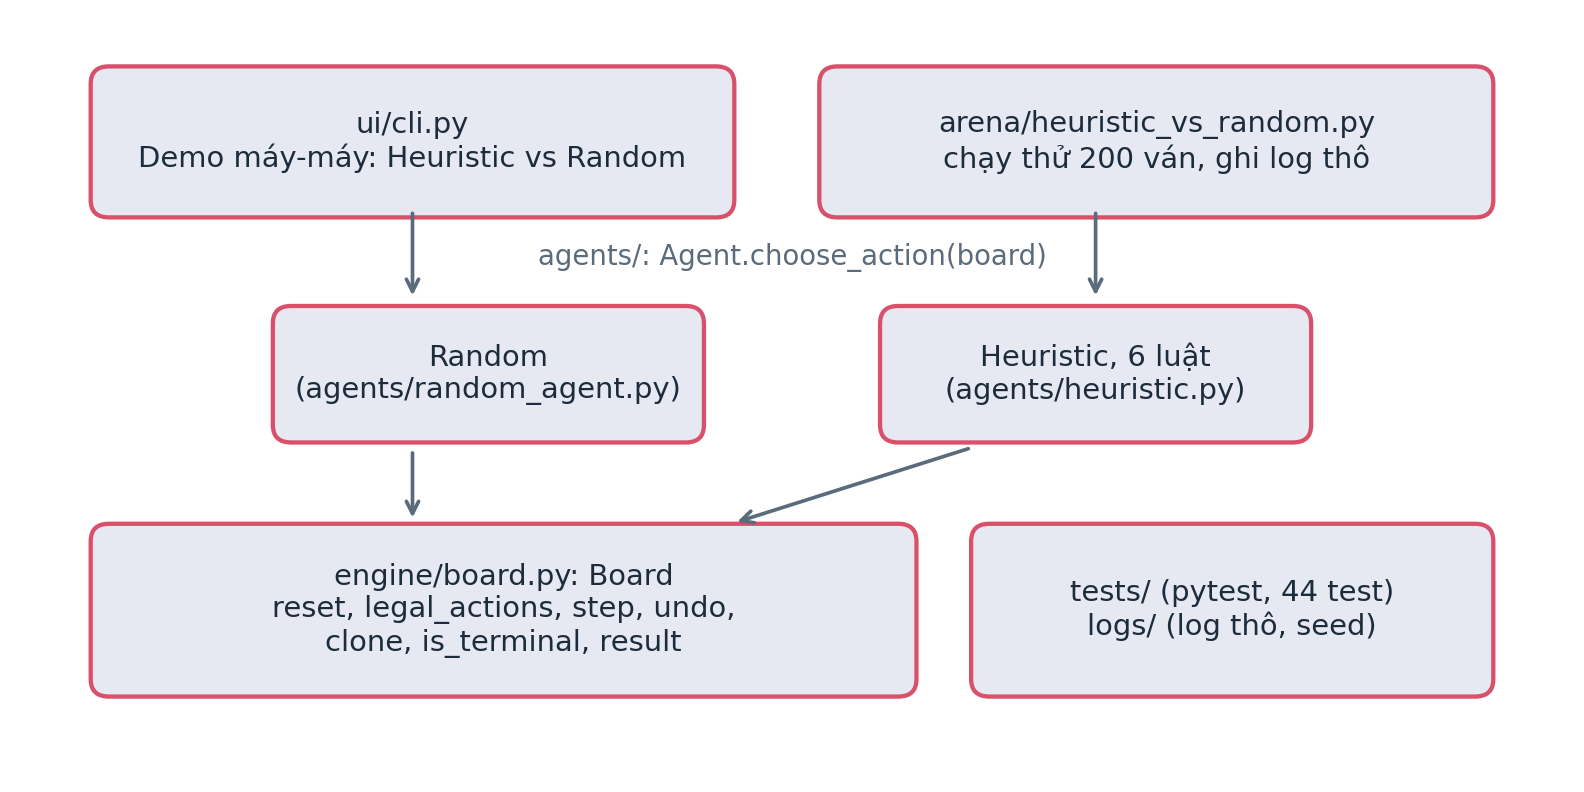 ui/cli.py
Demo máy-máy: Heuristic vs Random
arena/heuristic_vs_random.py
chạy thử 200 ván, ghi log thô
agents/: Agent.choose_action(board)
Random
(agents/random_agent.py)
Heuristic, 6 luật
(agents/heuristic.py)
engine/board.py: Board
reset, legal_actions, step, undo,
clone, is_terminal, result
tests/ (pytest, 44 test)
logs/ (log thô, seed)